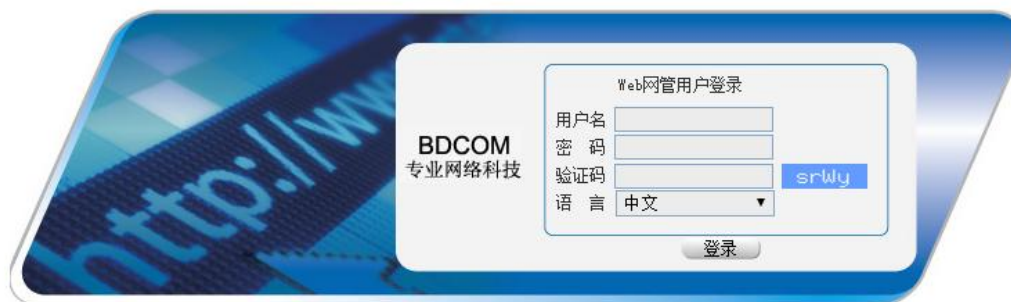 http://www
BDCOM
专业网络科技
Web网管用户登录
用户名
密 码
验证码 srWy
语 言 中文
登录